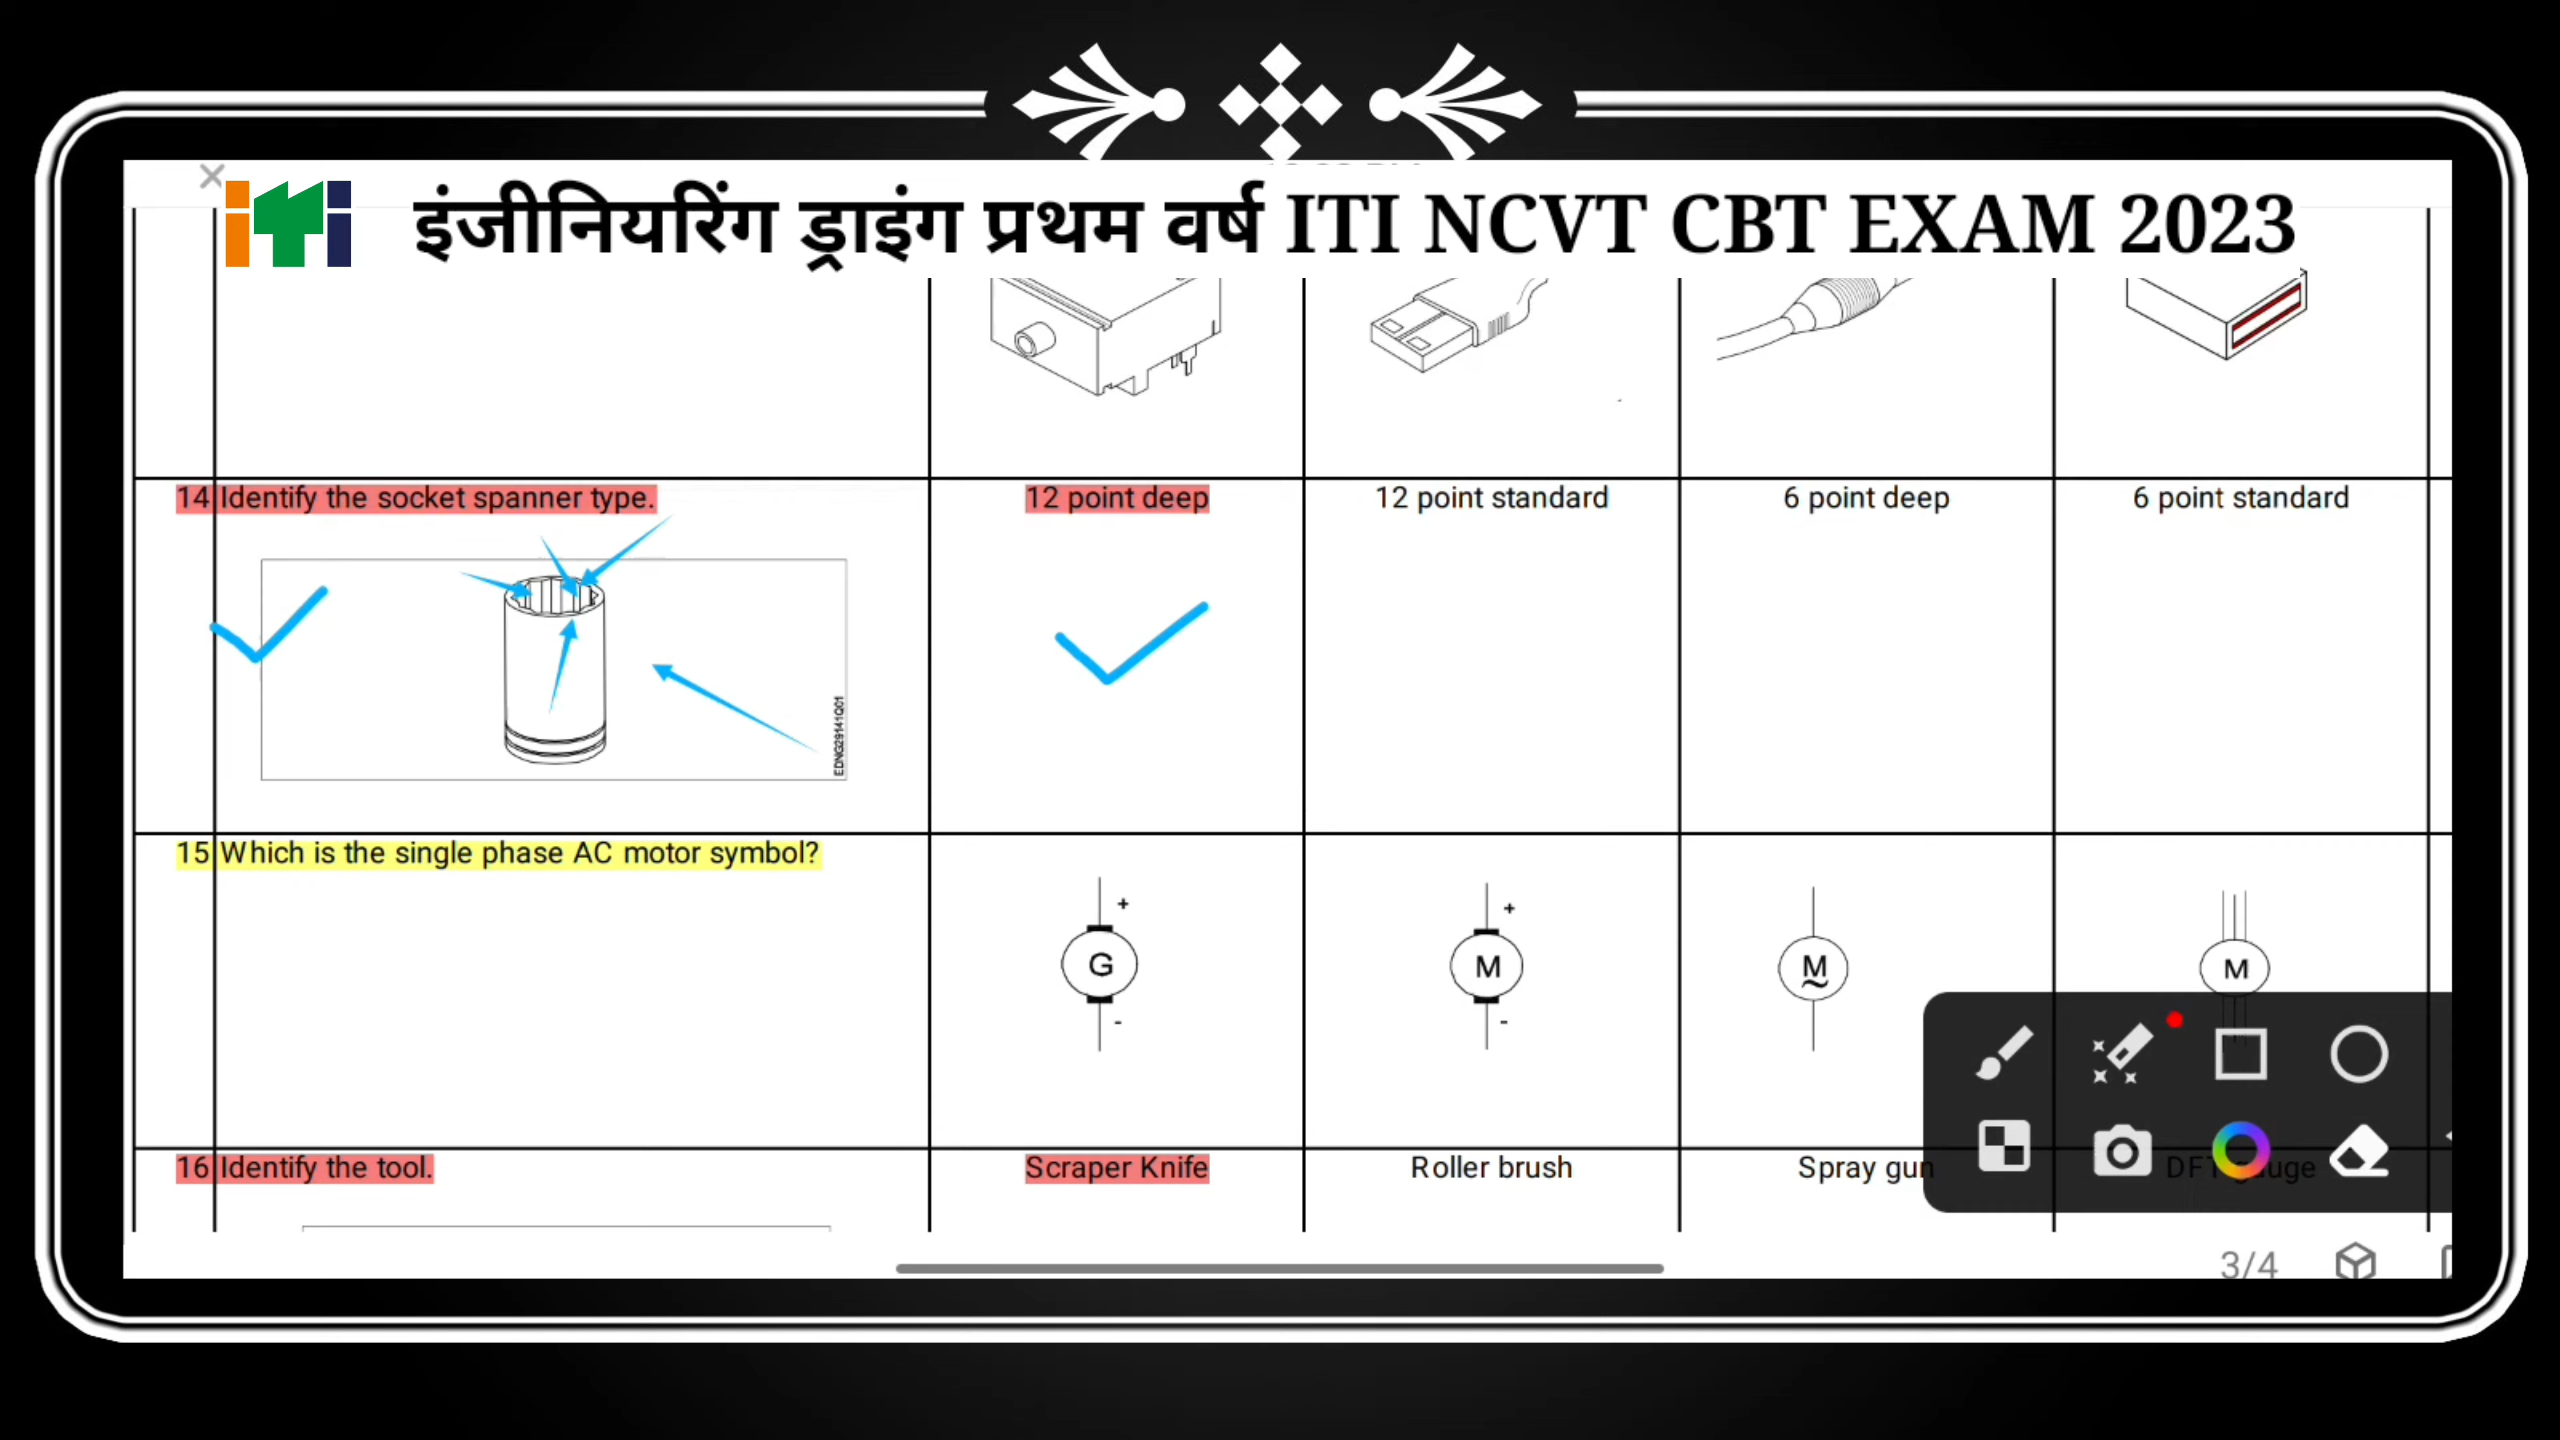 iTi
इंजीनियरिंग ड्राइंग प्रथम वर्ष ITI NCVT CBT EXAM 2023
14 Identify the socket spanner type.
12 point deep
12 point standard
6 point deep
6 point standard
EDNG29141Q01
15 Which is the single phase AC motor symbol?
+
G
-
+
M
-
M
~
M
16 Identify the tool.
Scraper Knife
Roller brush
Spray gun
3/4